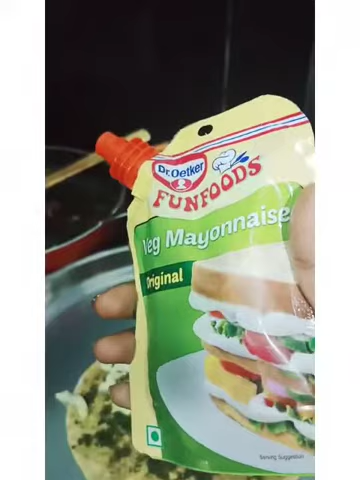 Dr. Oetker
FUNFOODS
Veg Mayonnaise
Original
Serving Suggestion